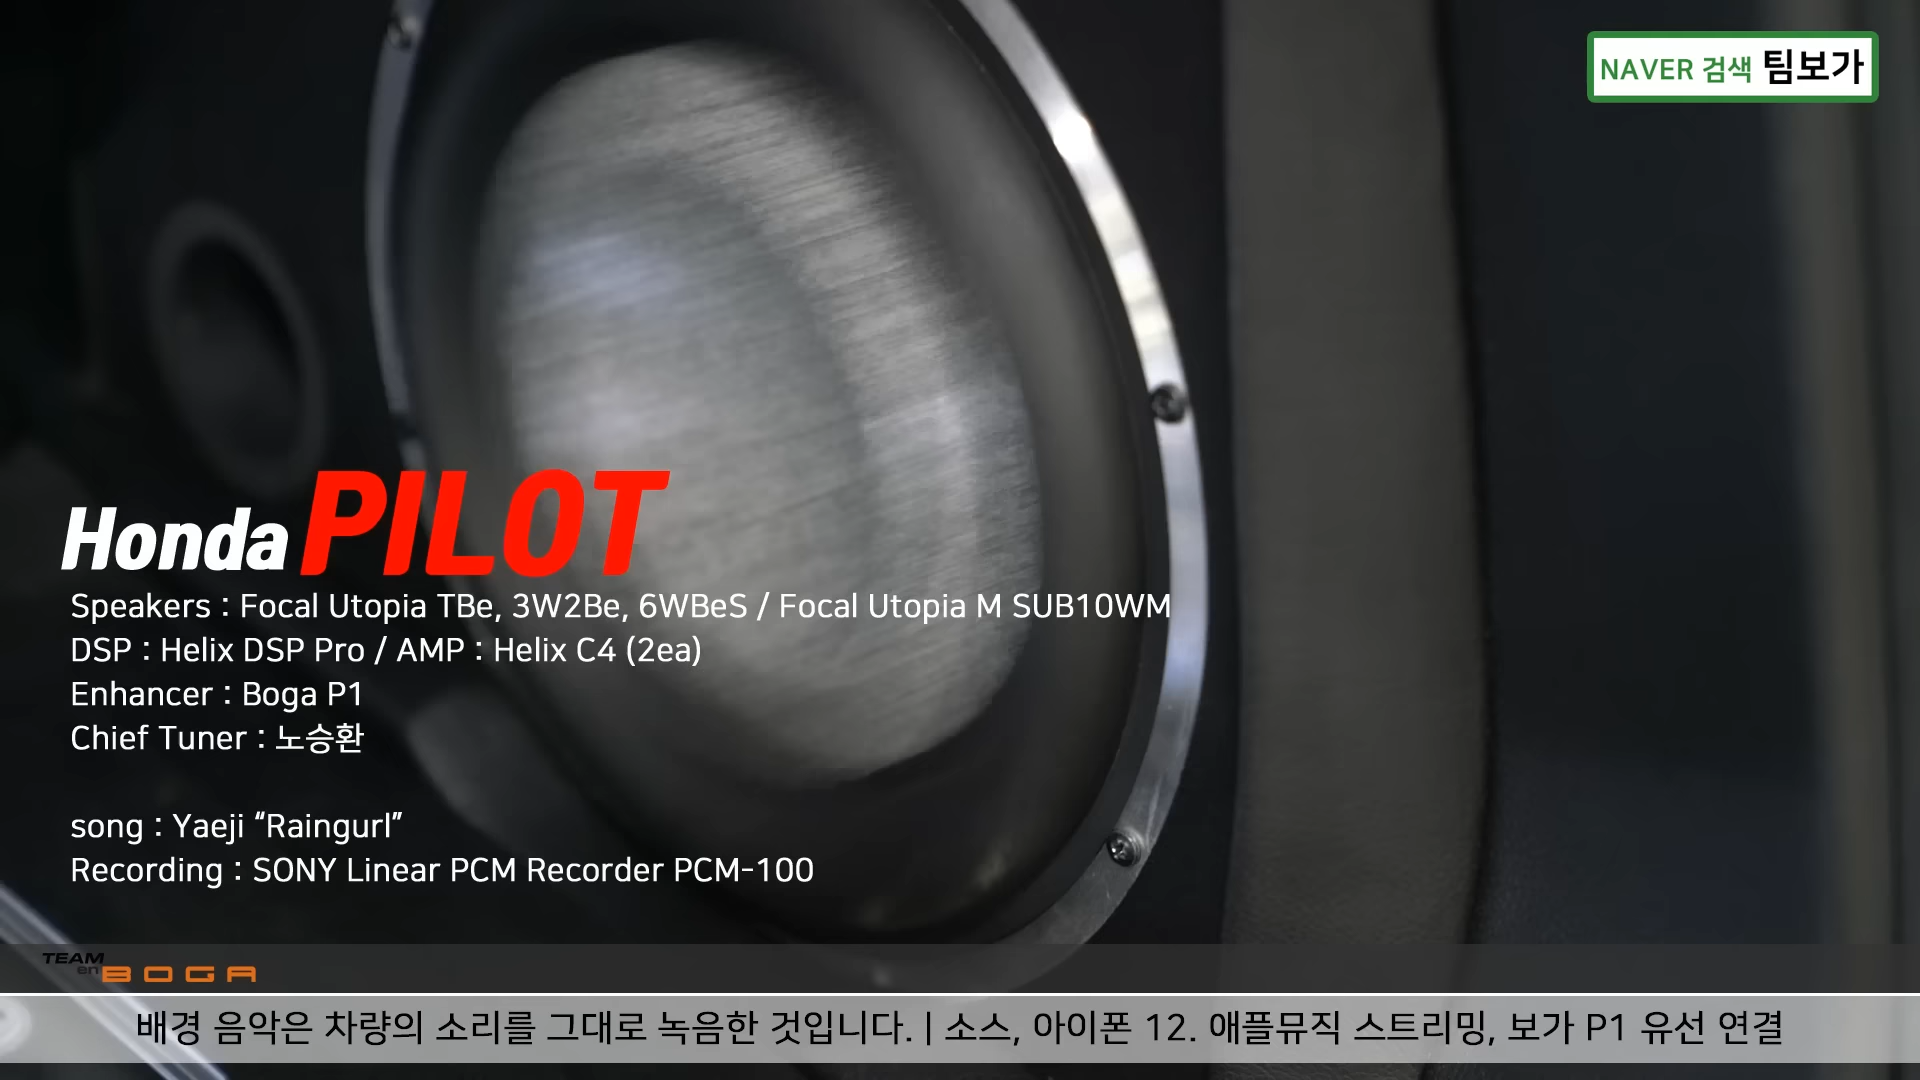 NAVER 검색 팀보가
Honda PILOT
Speakers : Focal Utopia TBe, 3W2Be, 6WBeS / Focal Utopia M SUB10WM
DSP : Helix DSP Pro / AMP : Helix C4 (2ea)
Enhancer : Boga P1
Chief Tuner : 노승환
song : Yaeji “Raingurl”
Recording : SONY Linear PCM Recorder PCM-100
TEAM
en BOGA
배경 음악은 차량의 소리를 그대로 녹음한 것입니다. | 소스, 아이폰 12. 애플뮤직 스트리밍, 보가 P1 유선 연결